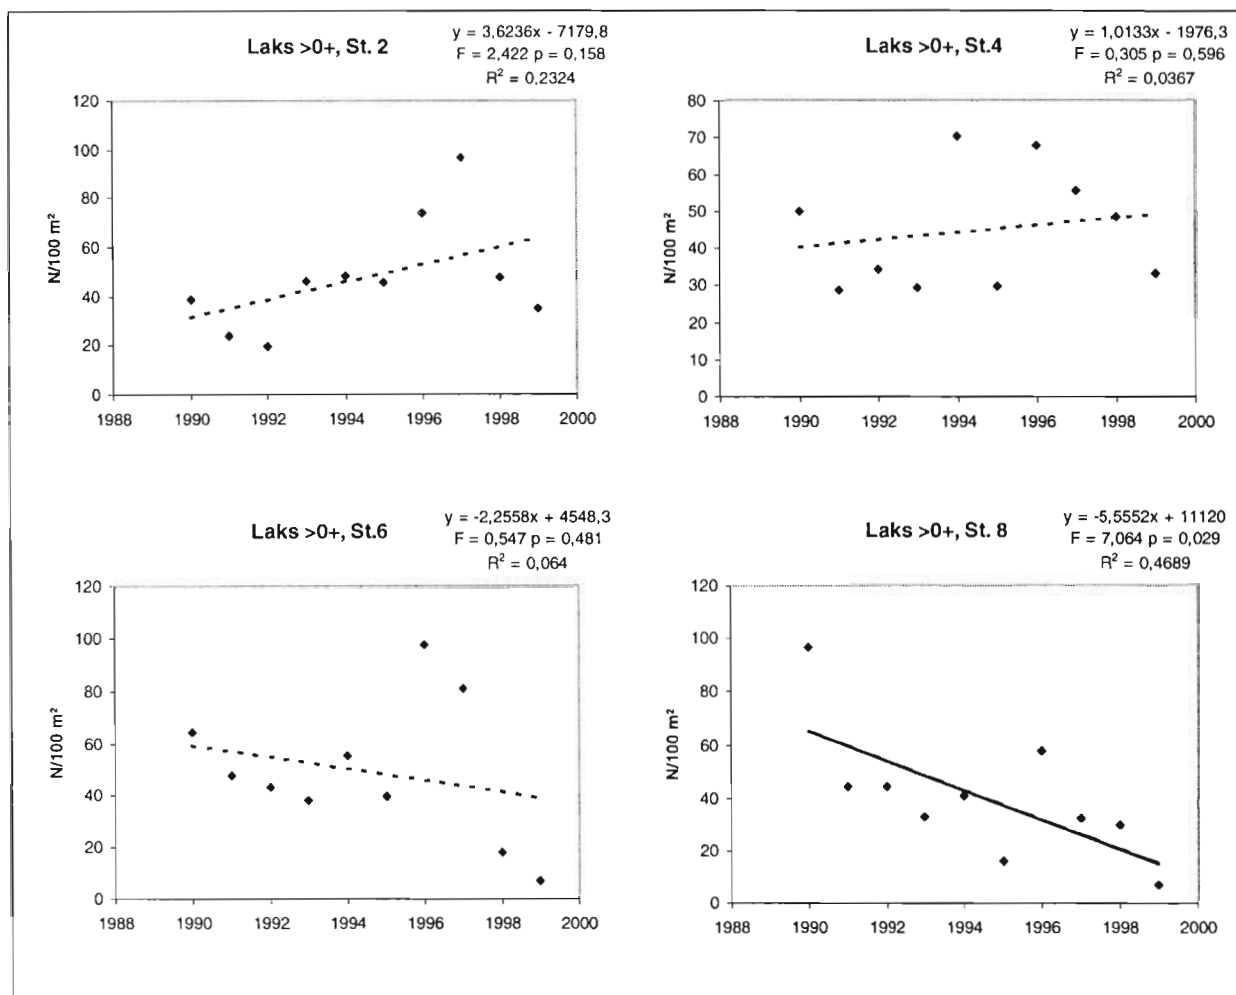 Laks >0+, St. 2
y = 3,6236x - 7179,8
F = 2,422 p = 0,158
R² = 0,2324
120
100
80
60
40
20
0
N/100 m²
1988 1990 1992 1994 1996 1998 2000
Laks >0+, St.4
y = 1,0133x - 1976,3
F = 0,305 p = 0,596
R² = 0,0367
80
70
60
50
40
30
20
10
0
N/100 m²
1988 1990 1992 1994 1996 1998 2000
Laks >0+, St.6
y = -2,2558x + 4548,3
F = 0,547 p = 0,481
R² = 0,064
120
100
80
60
40
20
0
N/100 m²
1988 1990 1992 1994 1996 1998 2000
Laks >0+, St. 8
y = -5,5552x + 11120
F = 7,064 p = 0,029
R² = 0,4689
120
100
80
60
40
20
0
N/100 m²
1988 1990 1992 1994 1996 1998 2000